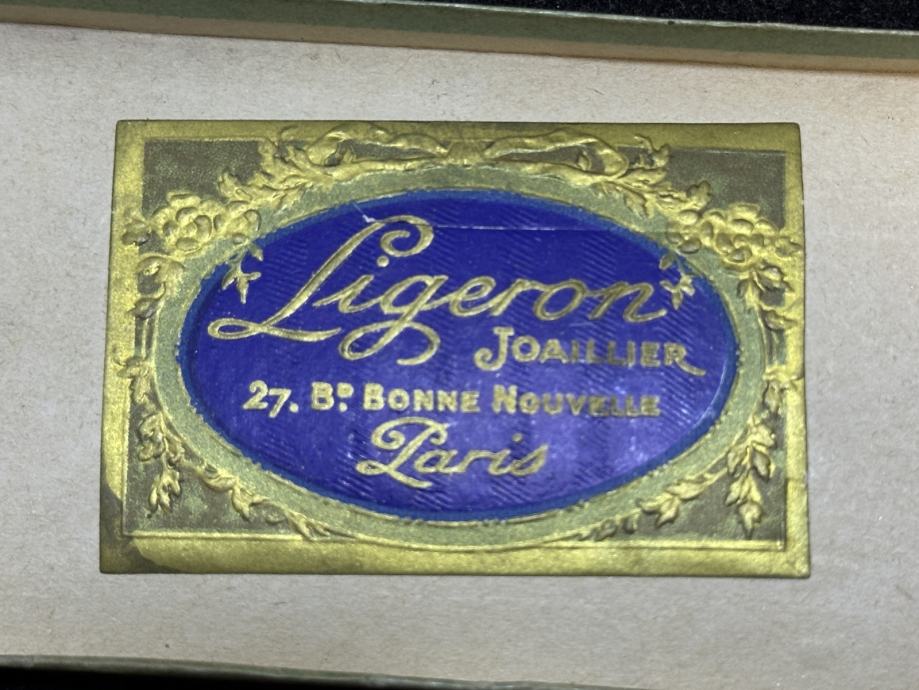 Ligeron
JOAILLIER
27. BD. BONNE NOUVELLE
Paris